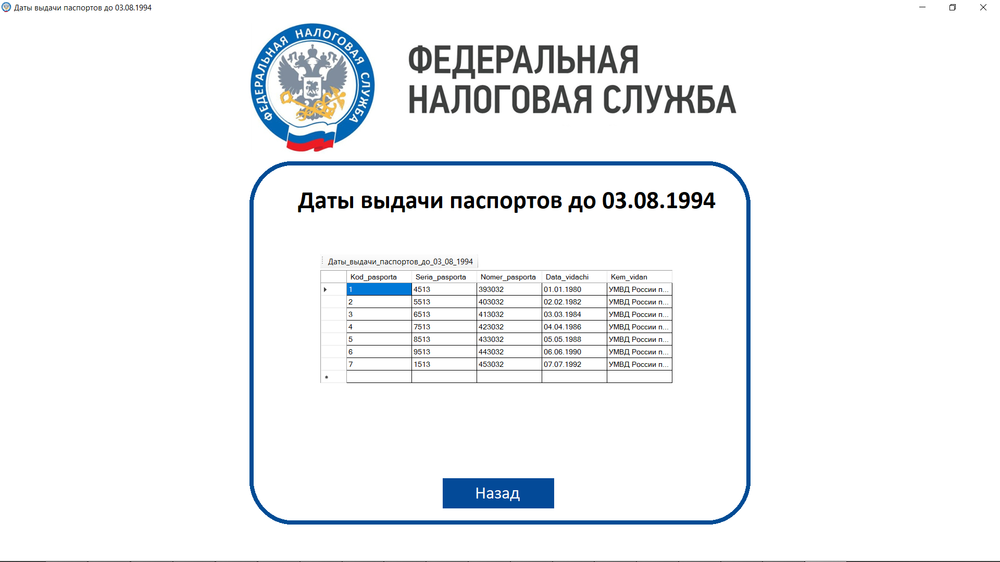 Даты выдачи паспортов до 03.08.1994
ФЕДЕРАЛЬНАЯ НАЛОГОВАЯ СЛУЖБА
ФЕДЕРАЛЬНАЯ
НАЛОГОВАЯ СЛУЖБА
Даты выдачи паспортов до 03.08.1994
Даты_выдачи_паспортов_до_03_08_1994
Kod_pasporta Seria_pasporta Nomer_pasporta Data_vidachi Kem_vidan
1 4513 393032 01.01.1980 УМВД России п...
2 5513 403032 02.02.1982 УМВД России п...
3 6513 413032 03.03.1984 УМВД России п...
4 7513 423032 04.04.1986 УМВД России п...
5 8513 433032 05.05.1988 УМВД России п...
6 9513 443032 06.06.1990 УМВД России п...
7 1513 453032 07.07.1992 УМВД России п...
Назад